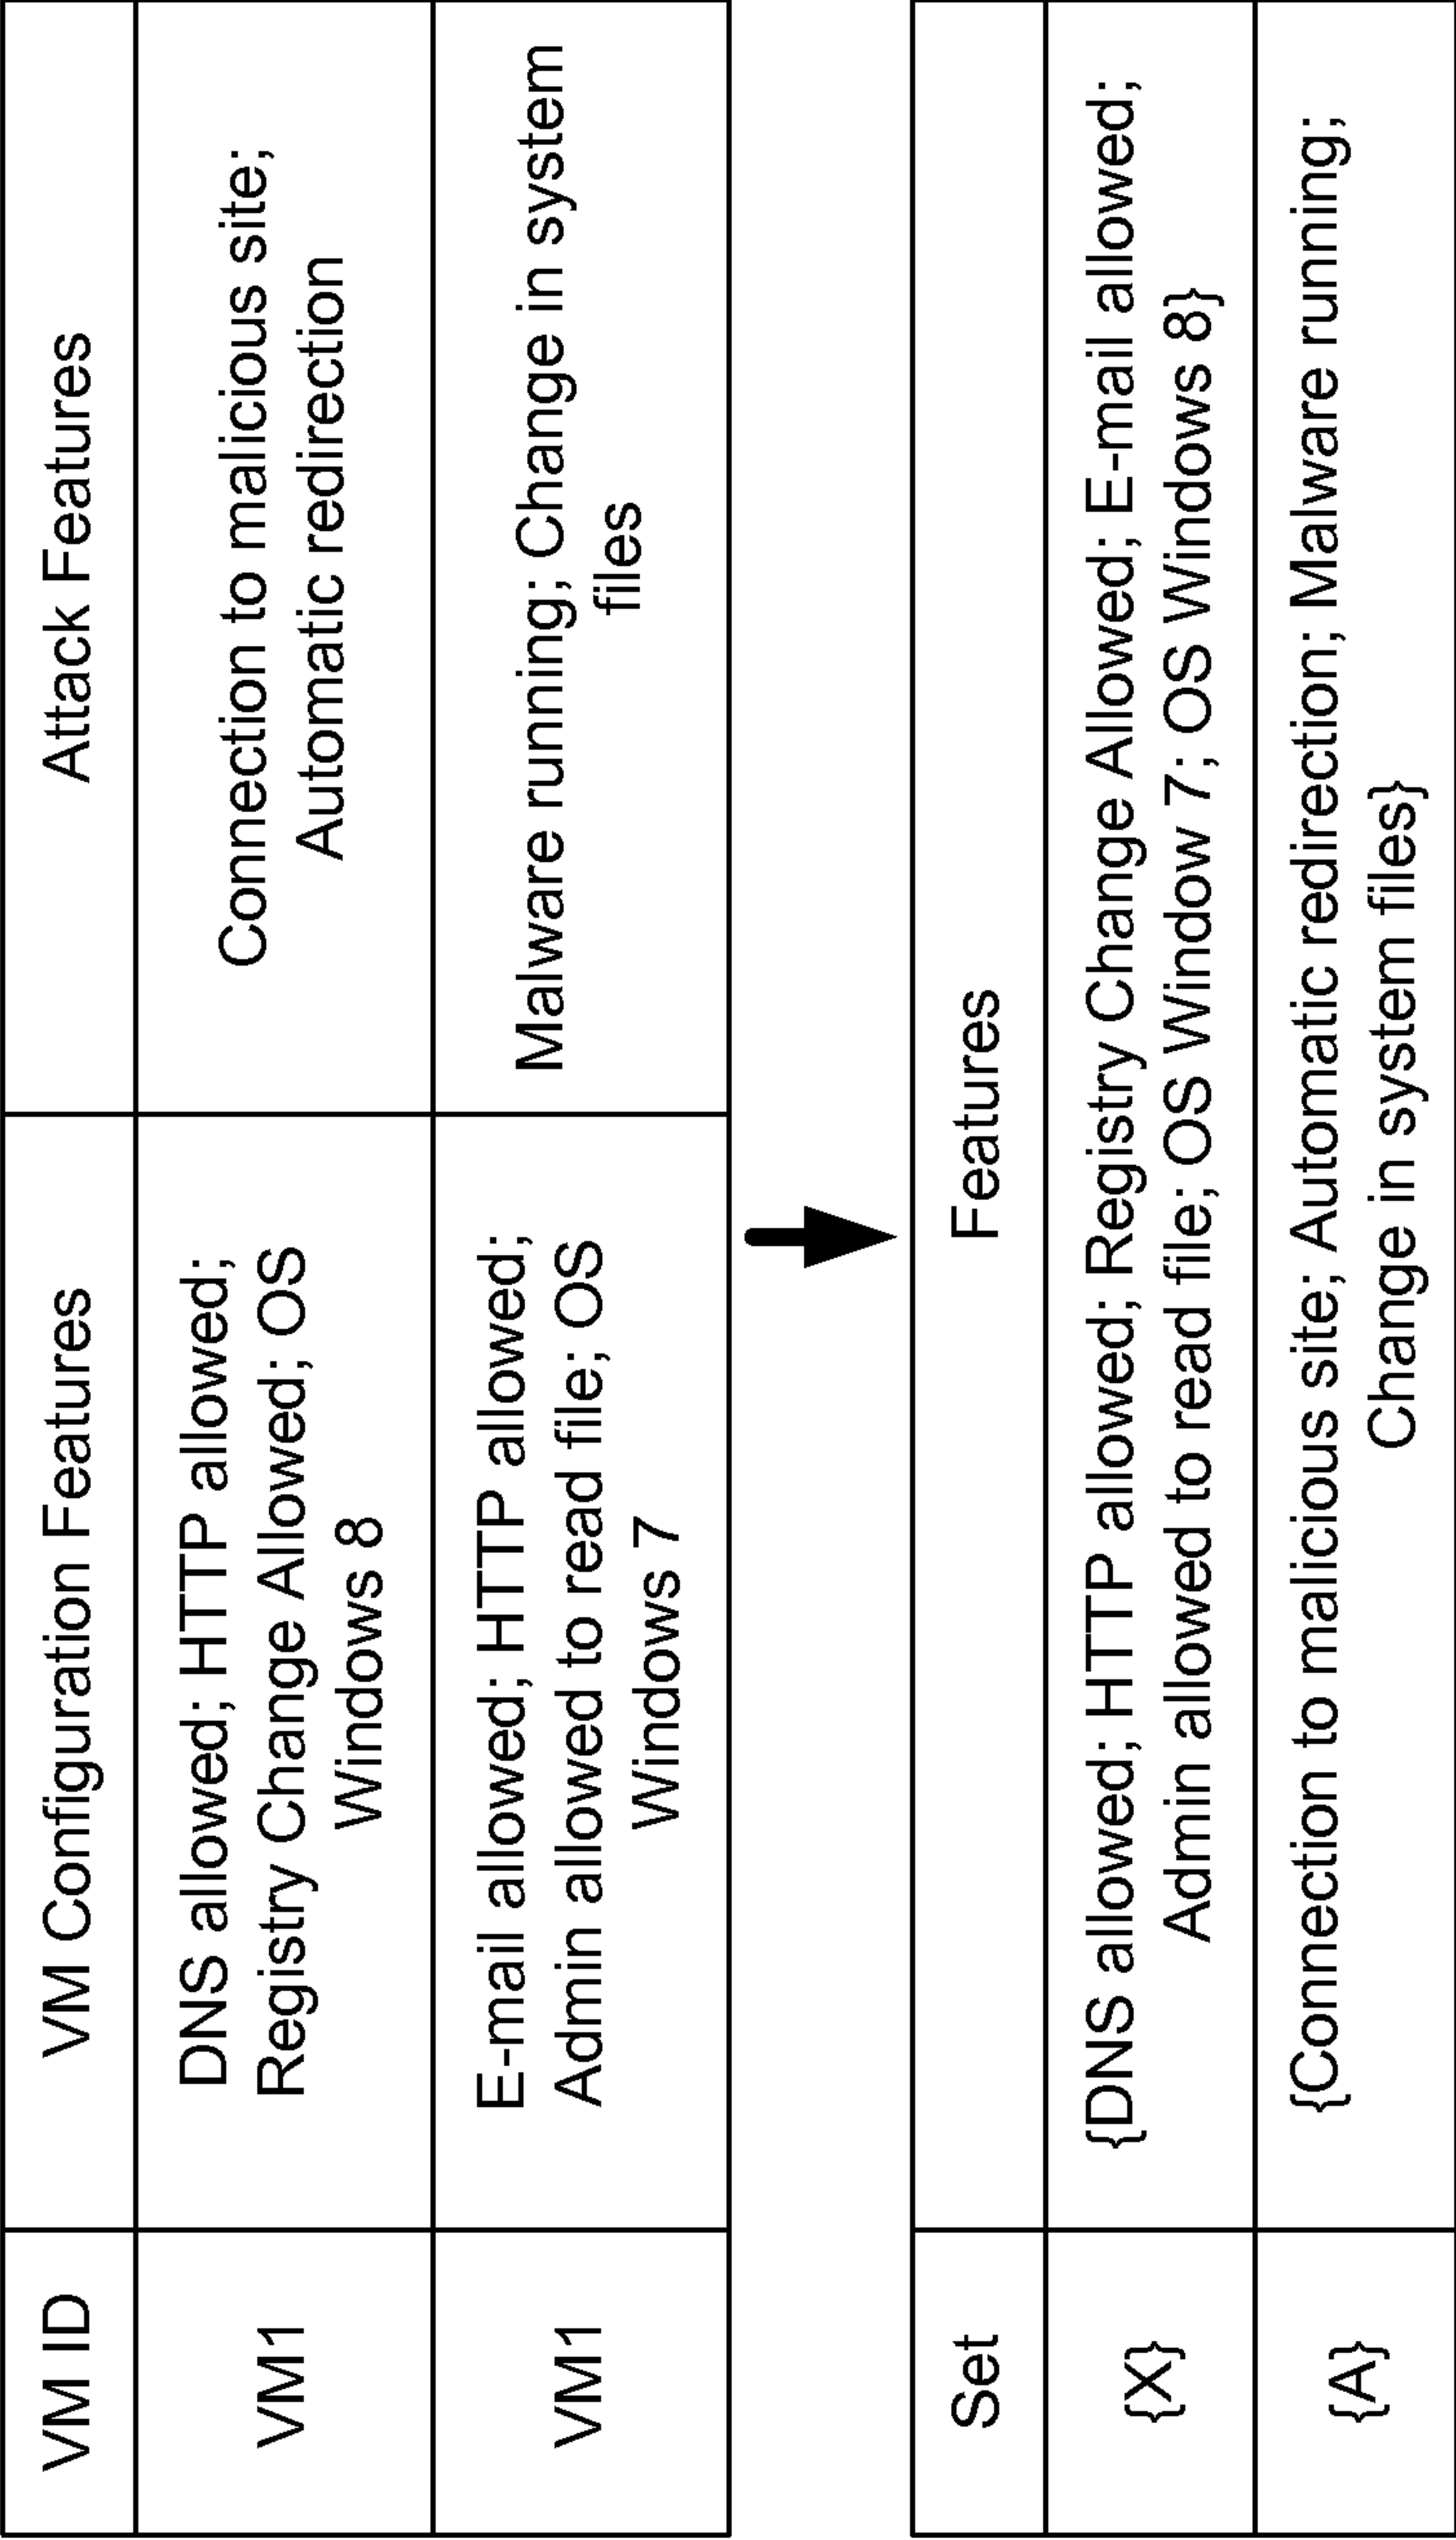 VM ID
VM Configuration Features
Attack Features
VM1
DNS allowed; HTTP allowed;
Registry Change Allowed; OS
Windows 8
Connection to malicious site;
Automatic redirection
VM1
E-mail allowed; HTTP allowed;
Admin allowed to read file; OS
Windows 7
Malware running; Change in system
files
Set
Features
{X}
{DNS allowed; HTTP allowed; Registry Change Allowed; E-mail allowed;
Admin allowed to read file; OS Window 7; OS Windows 8}
{A}
{Connection to malicious site; Automatic redirection; Malware running;
Change in system files}